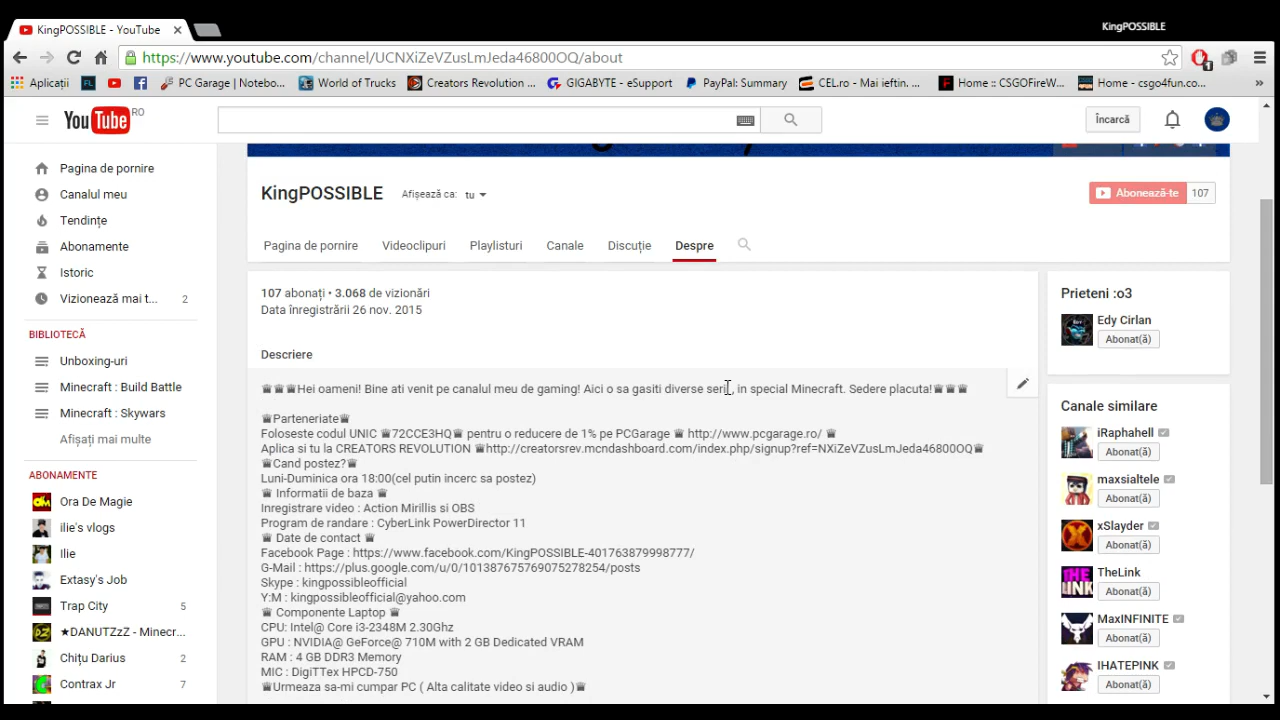 KingPOSSIBLE - YouTube
KingPOSSIBLE
https://www.youtube.com/channel/UCNXiZeVZusLmJeda46800OQ/about
1
Aplicații
FL
PC Garage | Notebo...
World of Trucks
Creators Revolution ...
GIGABYTE - eSupport
PayPal: Summary
CEL.ro - Mai ieftin. ...
Home :: CSGOFireW...
Home - csgo4fun.co...
»
YouTube RO
Încarcă
Pagina de pornire
Canalul meu
Tendințe
Abonamente
Istoric
Vizionează mai t... 2
BIBLIOTECĂ
Unboxing-uri
Minecraft : Build Battle
Minecraft : Skywars
Afișați mai multe
ABONAMENTE
Ora De Magie
ilie's vlogs
Ilie
Extasy's Job
Trap City 5
★DANUTZzZ - Minecr...
Chițu Darius 2
Contrax Jr 7
KingPOSSIBLE
Afișează ca: tu
Abonează-te 107
Pagina de pornire Videoclipuri Playlisturi Canale Discuție Despre
107 abonați • 3.068 de vizionări
Data înregistrării 26 nov. 2015
Descriere
♛♛♛Hei oameni! Bine ati venit pe canalul meu de gaming! Aici o sa gasiti diverse serii, in special Minecraft. Sedere placuta!♛♛♛
♛Parteneriate♛
Foloseste codul UNIC ♛72CCE3HQ♛ pentru o reducere de 1% pe PCGarage ♛ http://www.pcgarage.ro/ ♛
Aplica si tu la CREATORS REVOLUTION ♛http://creatorsrev.mcndashboard.com/index.php/signup?ref=NXiZeVZusLmJeda46800OQ♛
♛Cand postez?♛
Luni-Duminica ora 18:00(cel putin incerc sa postez)
♛ Informatii de baza ♛
Inregistrare video : Action Mirillis si OBS
Program de randare : CyberLink PowerDirector 11
♛ Date de contact ♛
Facebook Page : https://www.facebook.com/KingPOSSIBLE-401763879998777/
G-Mail : https://plus.google.com/u/0/101387675769075278254/posts
Skype : kingpossibleofficial
Y:M : kingpossibleofficial@yahoo.com
♛ Componente Laptop ♛
CPU: Intel@ Core i3-2348M 2.30Ghz
GPU : NVIDIA@ GeForce@ 710M with 2 GB Dedicated VRAM
RAM : 4 GB DDR3 Memory
MIC : DigiTTex HPCD-750
♛Urmeaza sa-mi cumpar PC ( Alta calitate video si audio )♛
Prieteni :o3
Edy Cirlan
Abonat(ă)
Canale similare
iRaphahell
Abonat(ă)
maxsialtele
Abonat(ă)
xSlayder
Abonat(ă)
TheLink
Abonat(ă)
MaxINFINITE
Abonat(ă)
IHATEPINK
Abonat(ă)